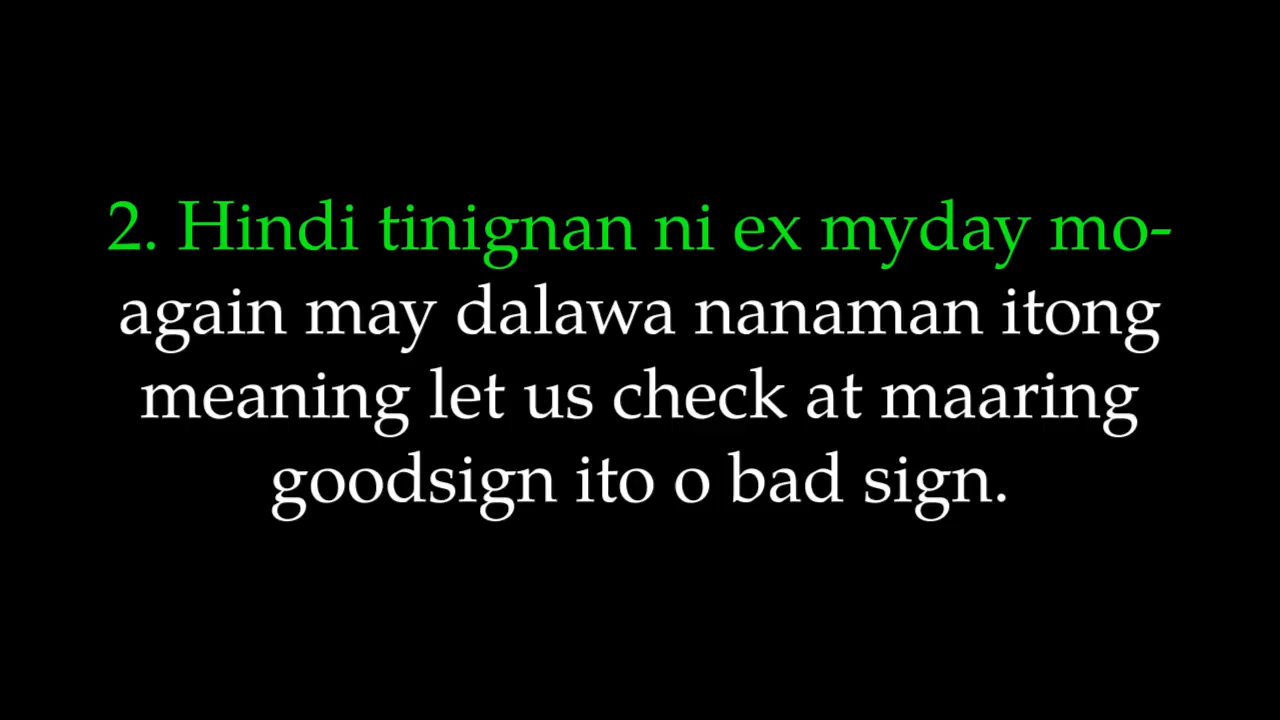 2. Hindi tinignan ni ex myday mo-
again may dalawa nanaman itong
meaning let us check at maaring
goodsign ito o bad sign.